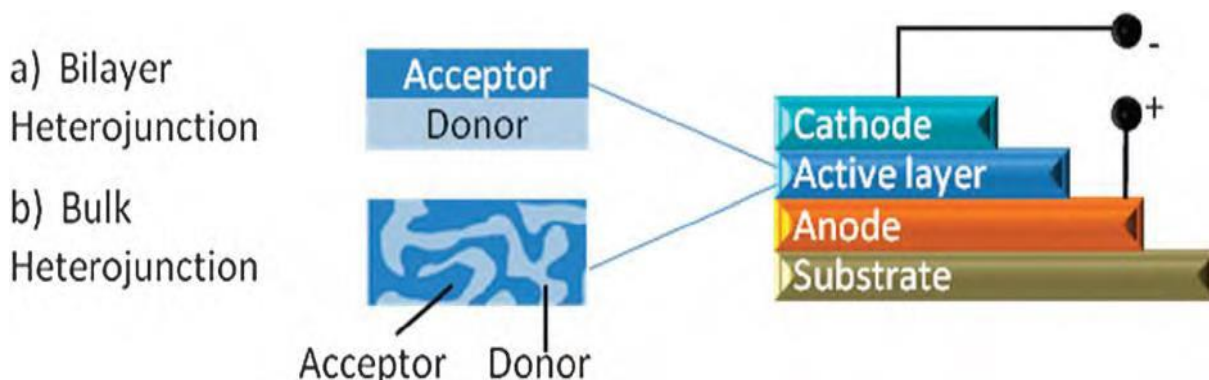 a) Bilayer
Heterojunction
Acceptor
Donor
b) Bulk
Heterojunction
Acceptor
Donor
-
+
Cathode
Active layer
Anode
Substrate